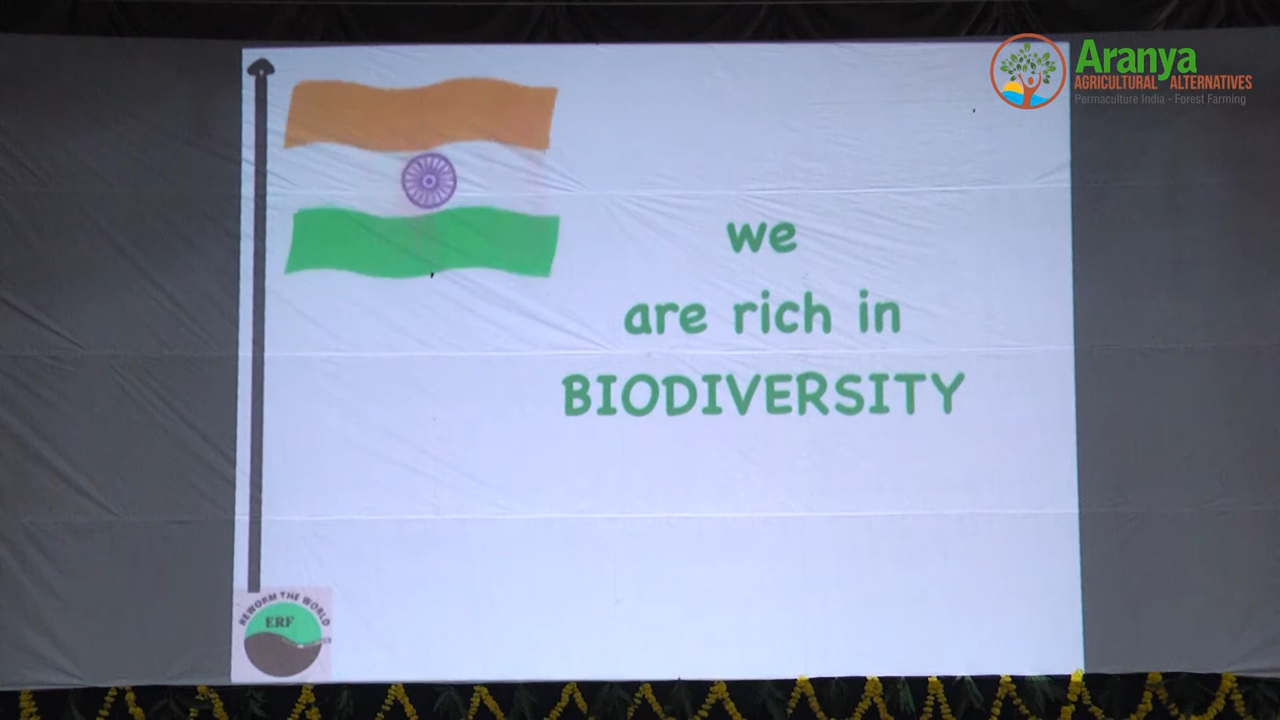 Aranya
AGRICULTURAL ALTERNATIVES
Permaculture India - Forest Farming
we
are rich in
BIODIVERSITY
REWORM THE WORLD
ERF